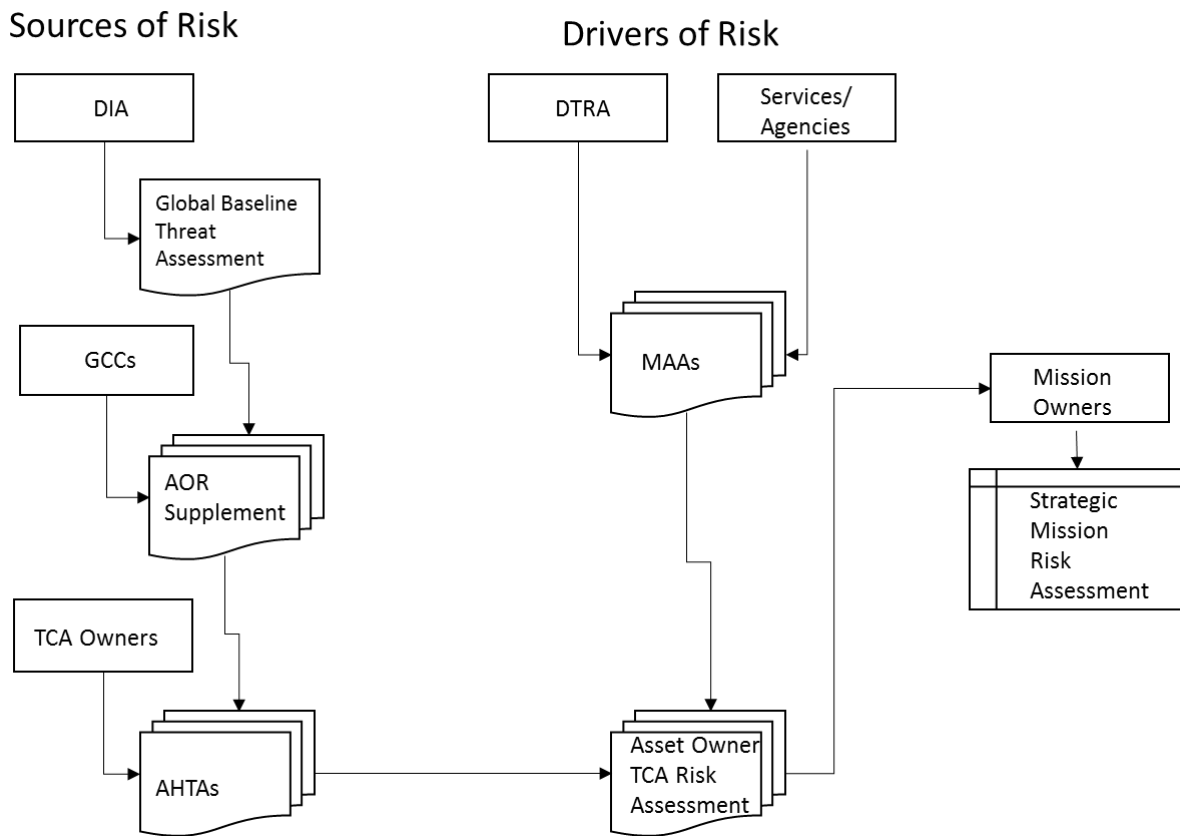 Sources of Risk
Drivers of Risk
DIA
DTRA
Services/
Agencies
Global Baseline
Threat
Assessment
GCCs
MAAs
Mission
Owners
AOR
Supplement
Strategic
Mission
Risk
Assessment
TCA Owners
AHTAs
Asset Owner
TCA Risk
Assessment